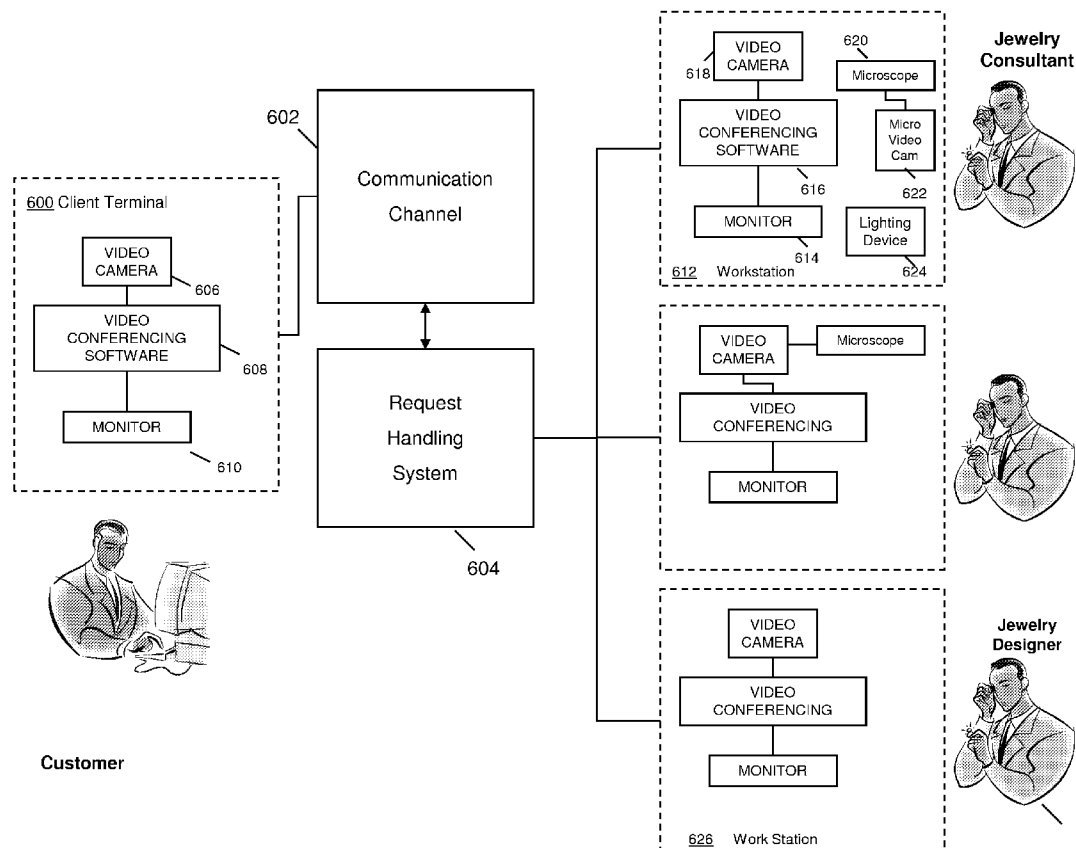 600 Client Terminal
VIDEO
CAMERA
606
VIDEO
CONFERENCING
SOFTWARE
608
MONITOR
610
Customer
602
Communication
Channel
Request
Handling
System
604
VIDEO
CAMERA
618
620
Microscope
VIDEO
CONFERENCING
SOFTWARE
616
Micro
Video
Cam
622
MONITOR
614
Lighting
Device
624
612 Workstation
Jewelry
Consultant
VIDEO
CAMERA
Microscope
VIDEO
CONFERENCING
MONITOR
VIDEO
CAMERA
VIDEO
CONFERENCING
MONITOR
626 Work Station
Jewelry
Designer